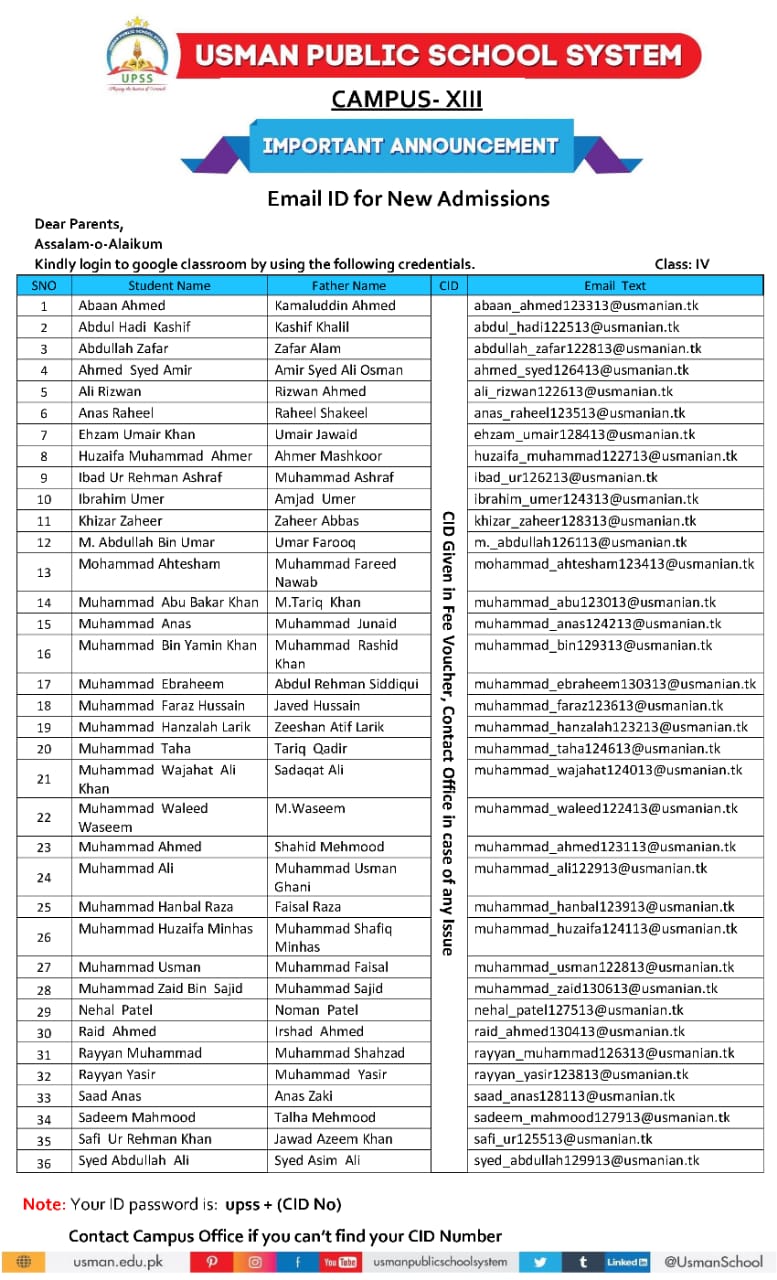 USMAN PUBLIC SCHOOL SYSTEM
UPSS
CAMPUS- XIII
IMPORTANT ANNOUNCEMENT
Email ID for New Admissions
Dear Parents,
Assalam-o-Alaikum
Kindly login to google classroom by using the following credentials. Class: IV
SNO Student Name Father Name CID Email Text
1 Abaan Ahmed Kamaluddin Ahmed abaan_ahmed123313@usmanian.tk
2 Abdul Hadi Kashif Kashif Khalil abdul_hadi122513@usmanian.tk
3 Abdullah Zafar Zafar Alam abdullah_zafar122813@usmanian.tk
4 Ahmed Syed Amir Amir Syed Ali Osman ahmed_syed126413@usmanian.tk
5 Ali Rizwan Rizwan Ahmed ali_rizwan122613@usmanian.tk
6 Anas Raheel Raheel Shakeel anas_raheel123513@usmanian.tk
7 Ehzam Umair Khan Umair Jawaid ehzam_umair128413@usmanian.tk
8 Huzaifa Muhammad Ahmer Ahmer Mashkoor huzaifa_muhammad122713@usmanian.tk
9 Ibad Ur Rehman Ashraf Muhammad Ashraf ibad_ur126213@usmanian.tk
10 Ibrahim Umer Amjad Umer ibrahim_umer124313@usmanian.tk
11 Khizar Zaheer Zaheer Abbas khizar_zaheer128313@usmanian.tk
12 M. Abdullah Bin Umar Umar Farooq m._abdullah126113@usmanian.tk
13 Mohammad Ahtesham Muhammad Fareed mohammad_ahtesham123413@usmanian.tk
Nawab
14 Muhammad Abu Bakar Khan M.Tariq Khan muhammad_abu123013@usmanian.tk
15 Muhammad Anas Muhammad Junaid muhammad_anas124213@usmanian.tk
16 Muhammad Bin Yamin Khan Muhammad Rashid muhammad_bin129313@usmanian.tk
Khan
17 Muhammad Ebraheem Abdul Rehman Siddiqui muhammad_ebraheem130313@usmanian.tk
18 Muhammad Faraz Hussain Javed Hussain muhammad_faraz123613@usmanian.tk
19 Muhammad Hanzalah Larik Zeeshan Atif Larik muhammad_hanzalah123213@usmanian.tk
20 Muhammad Taha Tariq Qadir muhammad_taha124613@usmanian.tk
21 Muhammad Wajahat Ali Sadaqat Ali muhammad_wajahat124013@usmanian.tk
Khan
22 Muhammad Waleed M.Waseem muhammad_waleed122413@usmanian.tk
Waseem
23 Muhammad Ahmed Shahid Mehmood muhammad_ahmed123113@usmanian.tk
24 Muhammad Ali Muhammad Usman muhammad_ali122913@usmanian.tk
Ghani
25 Muhammad Hanbal Raza Faisal Raza muhammad_hanbal123913@usmanian.tk
26 Muhammad Huzaifa Minhas Muhammad Shafiq muhammad_huzaifa124113@usmanian.tk
Minhas
27 Muhammad Usman Muhammad Faisal muhammad_usman122813@usmanian.tk
28 Muhammad Zaid Bin Sajid Muhammad Sajid muhammad_zaid130613@usmanian.tk
29 Nehal Patel Noman Patel nehal_patel127513@usmanian.tk
30 Raid Ahmed Irshad Ahmed raid_ahmed130413@usmanian.tk
31 Rayyan Muhammad Muhammad Shahzad rayyan_muhammad126313@usmanian.tk
32 Rayyan Yasir Muhammad Yasir rayyan_yasir123813@usmanian.tk
33 Saad Anas Anas Zaki saad_anas128113@usmanian.tk
34 Sadeem Mahmood Talha Mehmood sadeem_mahmood127913@usmanian.tk
35 Safi Ur Rehman Khan Jawad Azeem Khan safi_ur125513@usmanian.tk
36 Syed Abdullah Ali Syed Asim Ali syed_abdullah129913@usmanian.tk
CID Given in Fee Voucher, Contact Office in case of any Issue
Note: Your ID password is: upss + (CID No)
Contact Campus Office if you can't find your CID Number
usman.edu.pk You Tube usmanpublicschoolsystem Linked in @UsmanSchool